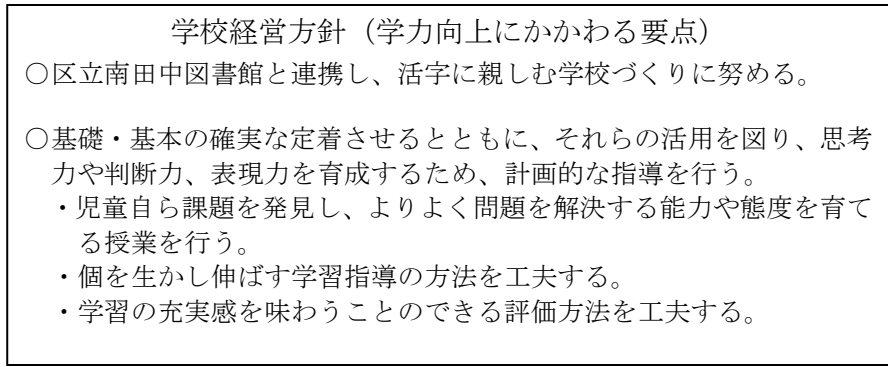 学校経営方針（学力向上にかかわる要点）
○区立南田中図書館と連携し、活字に親しむ学校づくりに努める。
○基礎・基本の確実な定着させるとともに、それらの活用を図り、思考
力や判断力、表現力を育成するため、計画的な指導を行う。
・児童自ら課題を発見し、よりよく問題を解決する能力や態度を育て
る授業を行う。
・個を生かし伸ばす学習指導の方法を工夫する。
・学習の充実感を味わうことのできる評価方法を工夫する。